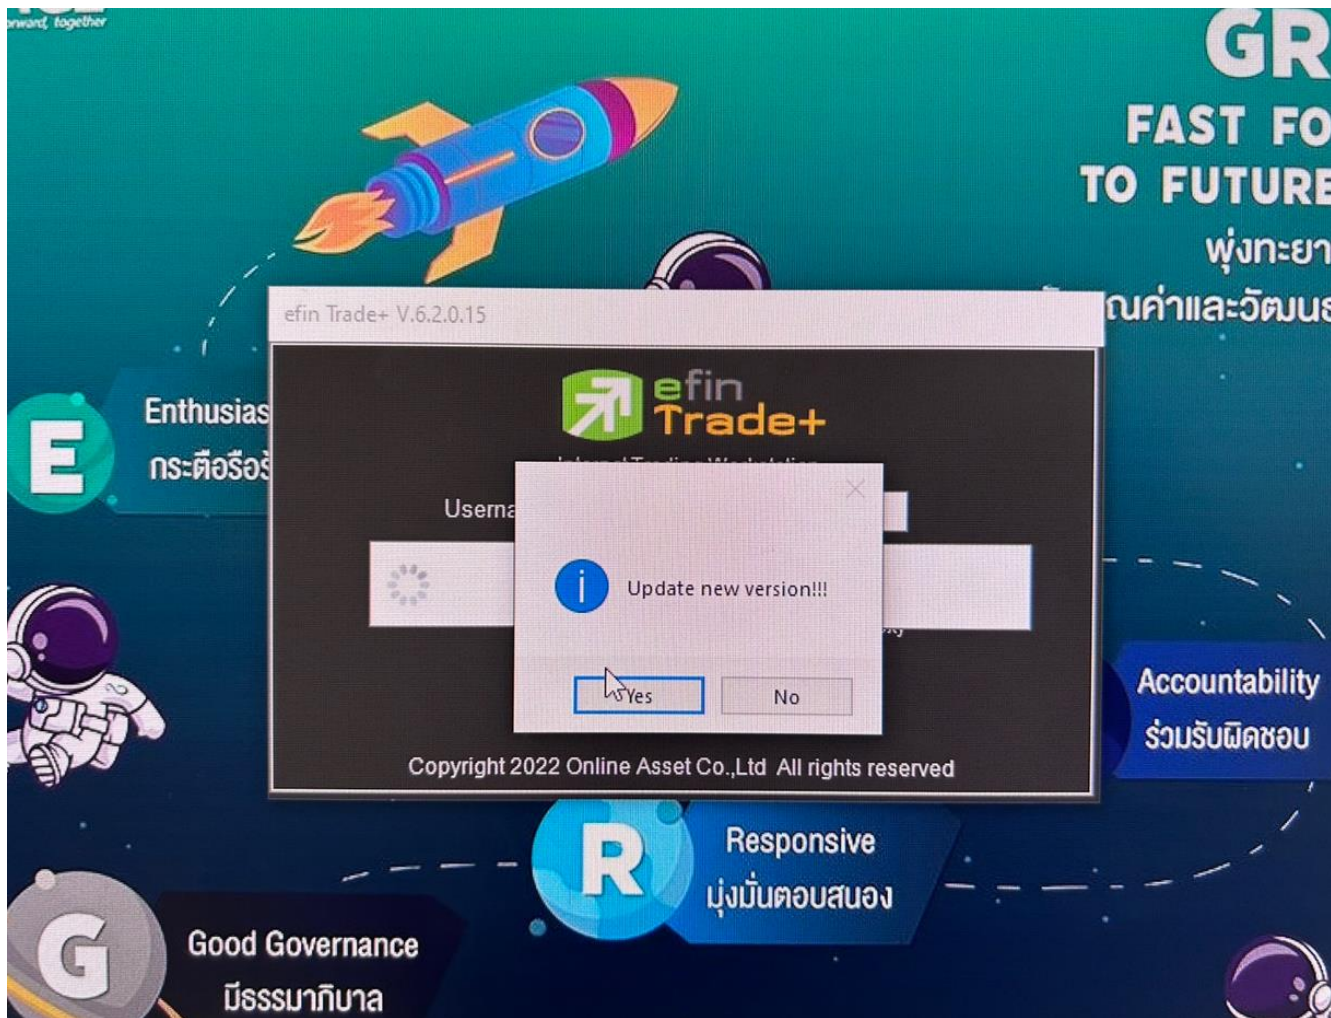 forward, together
GR
FAST FO
TO FUTURE
พุ่งทะยา
ณค่าและวัฒนธ
efin Trade+ V.6.2.0.15
efin
Trade+
Enthusias
กระตือรือร้
E
Userna
Update new version!!!
Yes
No
Accountability
ร่วมรับผิดชอบ
Copyright 2022 Online Asset Co.,Ltd All rights reserved
R
Responsive
มุ่งมั่นตอบสนอง
G
Good Governance
มีธรรมาภิบาล